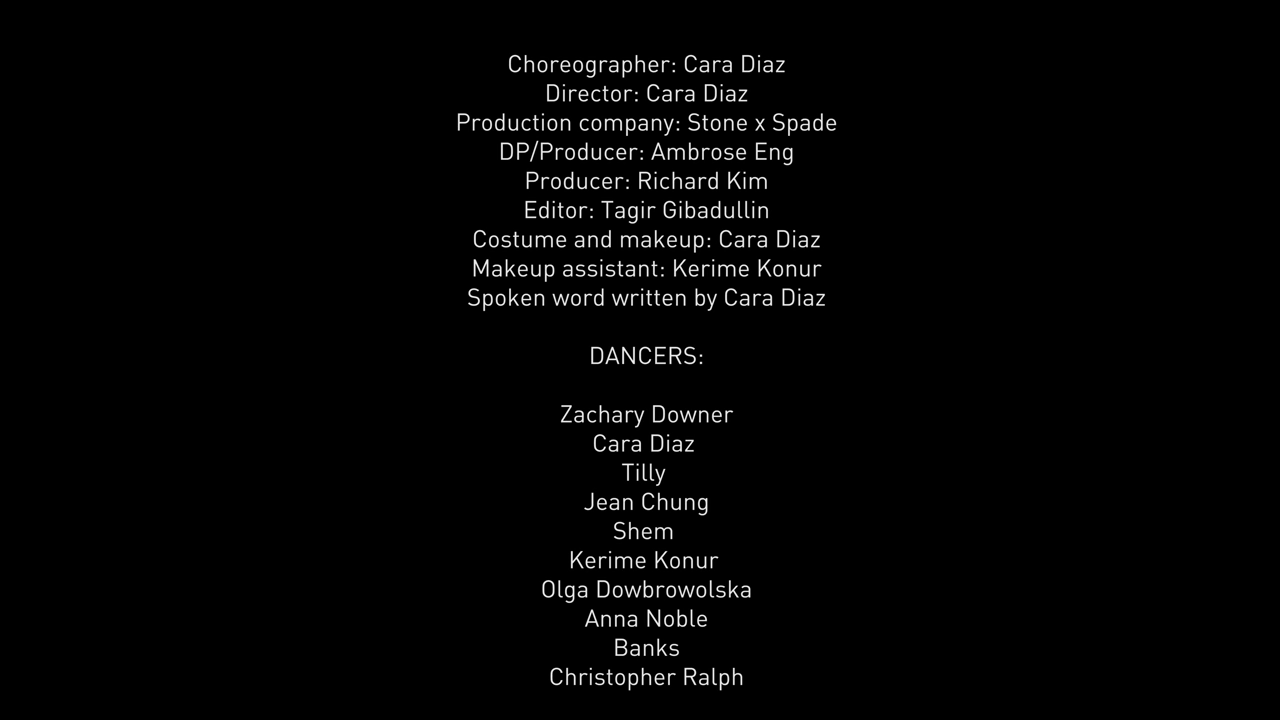 Choreographer: Cara Diaz
Director: Cara Diaz
Production company: Stone x Spade
DP/Producer: Ambrose Eng
Producer: Richard Kim
Editor: Tagir Gibadullin
Costume and makeup: Cara Diaz
Makeup assistant: Kerime Konur
Spoken word written by Cara Diaz
DANCERS:
Zachary Downer
Cara Diaz
Tilly
Jean Chung
Shem
Kerime Konur
Olga Dowbrowolska
Anna Noble
Banks
Christopher Ralph